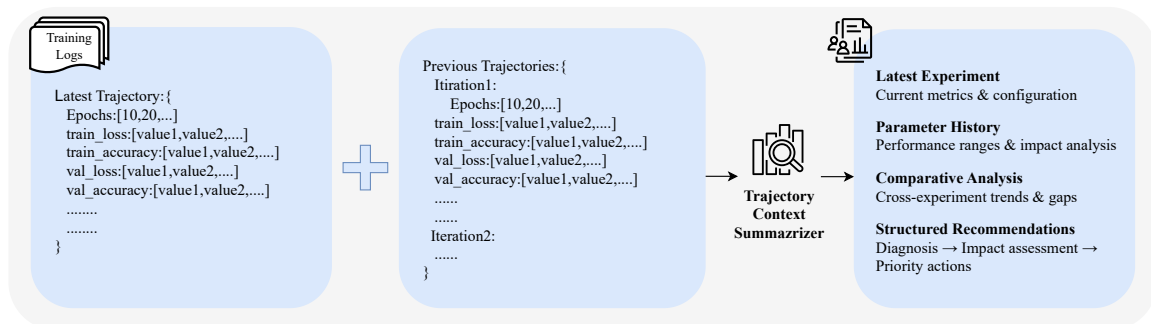 Training
Logs
Latest Trajectory:{
Epochs:[10,20,...]
train_loss:[value1,value2,....]
train_accuracy:[value1,value2,....]
val_loss:[value1,value2,....]
val_accuracy:[value1,value2,....]
........
........
}
Previous Trajectories:{
Itiration1:
Epochs:[10,20,...]
train_loss:[value1,value2,....]
train_accuracy:[value1,value2,....]
val_loss:[value1,value2,....]
val_accuracy:[value1,value2,....]
......
......
Iteration2:
......
}
Trajectory
Context
Summazrizer
Latest Experiment
Current metrics & configuration
Parameter History
Performance ranges & impact analysis
Comparative Analysis
Cross-experiment trends & gaps
Structured Recommendations
Diagnosis → Impact assessment →
Priority actions